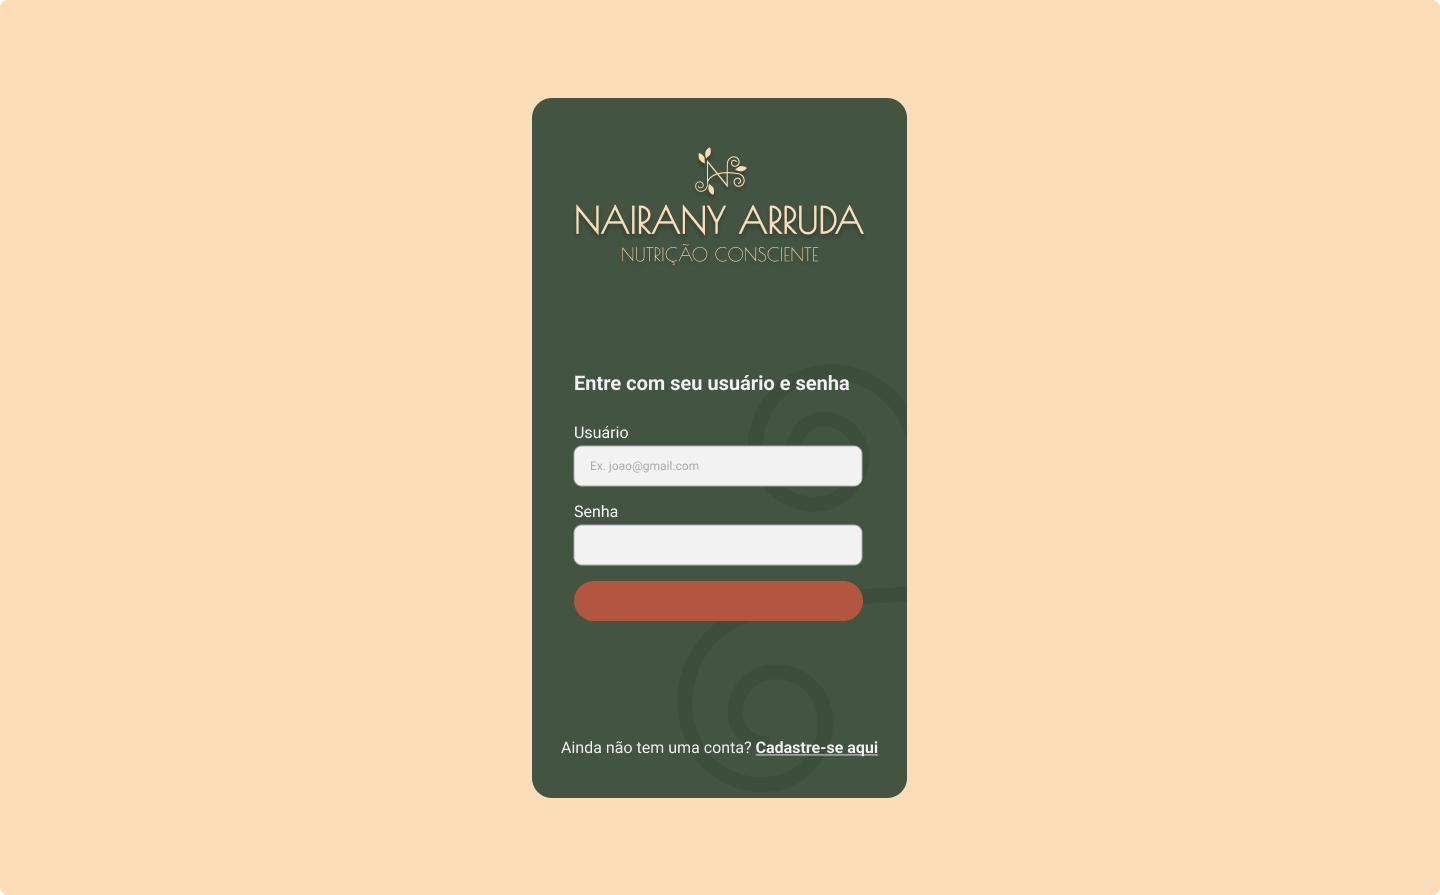 NAIRANY ARRUDA
NUTRIÇÃO CONSCIENTE
Entre com seu usuário e senha
Usuário
Ex. joao@gmail.com
Senha
Ainda não tem uma conta? Cadastre-se aqui